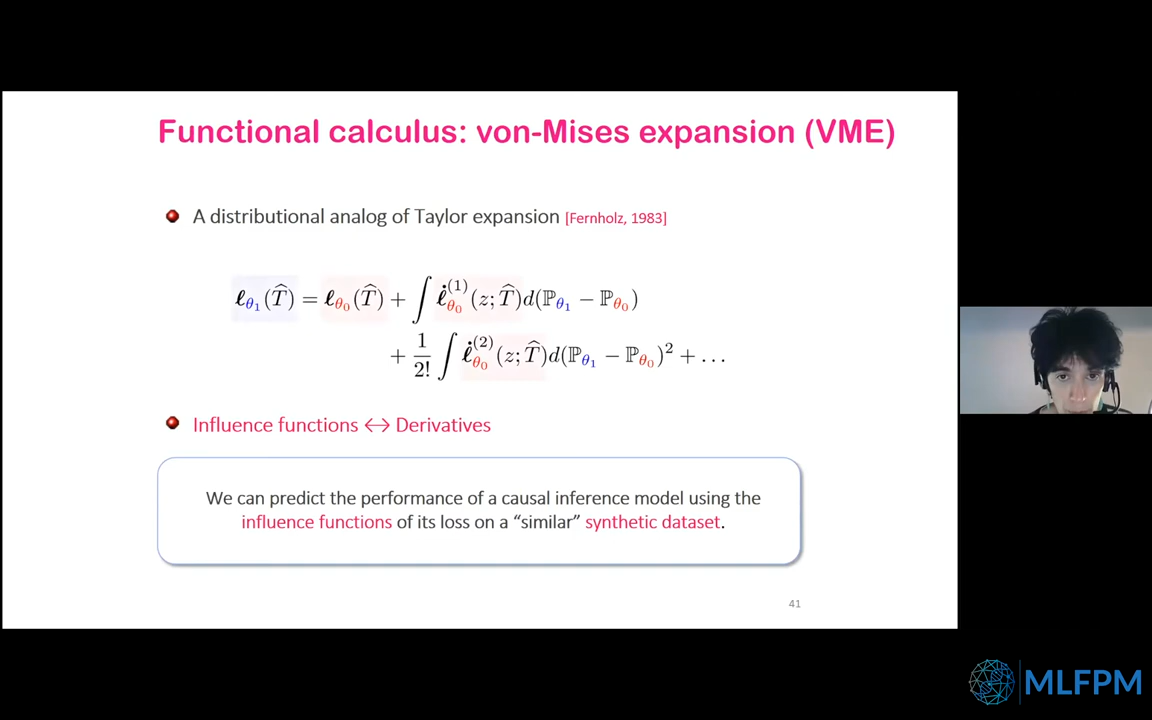 Functional calculus: von-Mises expansion (VME)
A distributional analog of Taylor expansion [Fernholz, 1983]
ℓ_θ₁(T̂) = ℓ_θ₀(T̂) + ∫ ℓ̇_θ₀^(1)(z; T̂)d(ℙ_θ₁ − ℙ_θ₀)
+ 1/2! ∫ ℓ̇_θ₀^(2)(z; T̂)d(ℙ_θ₁ − ℙ_θ₀)² + …
Influence functions ↔ Derivatives
We can predict the performance of a causal inference model using the
influence functions of its loss on a “similar” synthetic dataset.
41
MLFPM